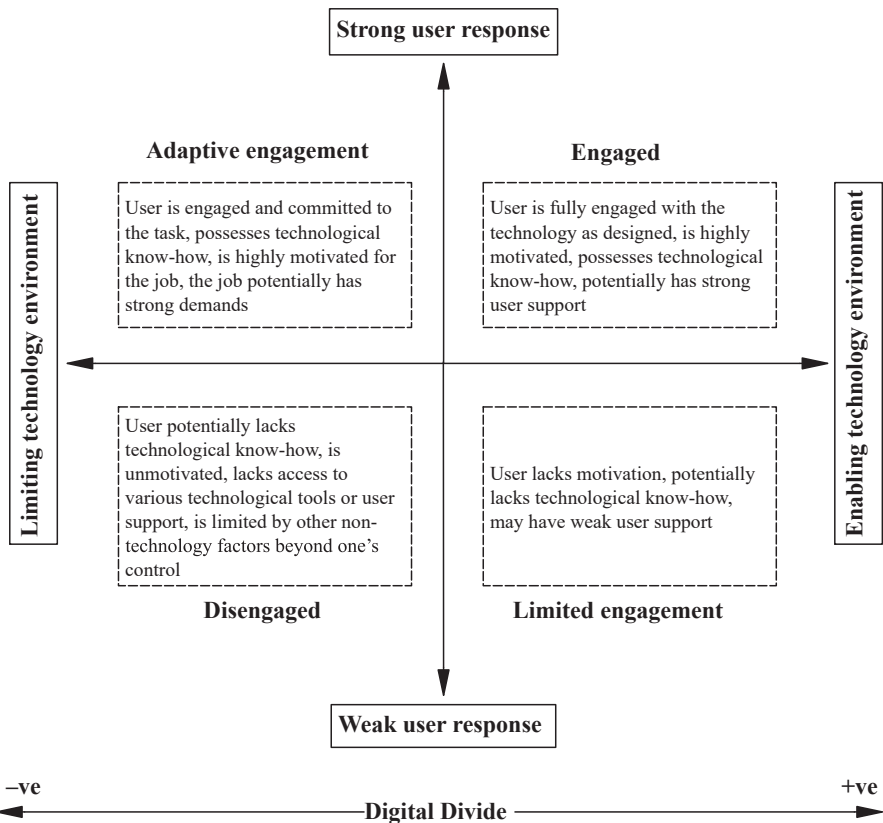 Strong user response
Adaptive engagement
Engaged
Limiting technology environment
User is engaged and committed to
the task, possesses technological
know-how, is highly motivated for
the job, the job potentially has
strong demands
User is fully engaged with the
technology as designed, is highly
motivated, possesses technological
know-how, potentially has strong
user support
Enabling technology environment
User potentially lacks
technological know-how, is
unmotivated, lacks access to
various technological tools or user
support, is limited by other non-
technology factors beyond one’s
control
User lacks motivation, potentially
lacks technological know-how,
may have weak user support
Disengaged
Limited engagement
Weak user response
–ve
+ve
Digital Divide